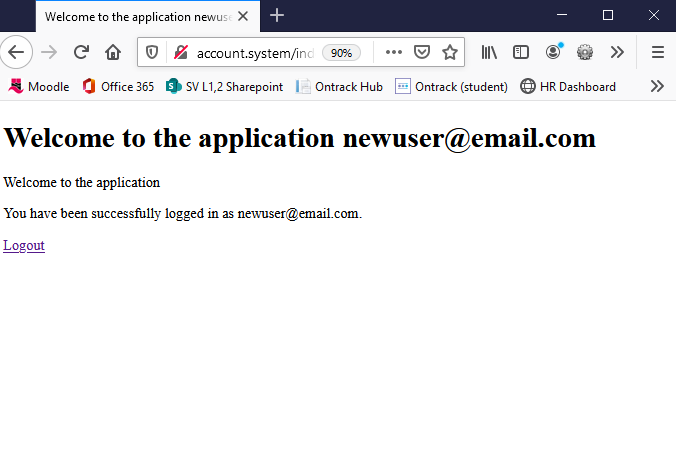 Welcome to the application newuse
account.system/ind
90%
Moodle
Office 365
SV L1,2 Sharepoint
Ontrack Hub
Ontrack (student)
HR Dashboard
Welcome to the application newuser@email.com
Welcome to the application
You have been successfully logged in as newuser@email.com.
Logout